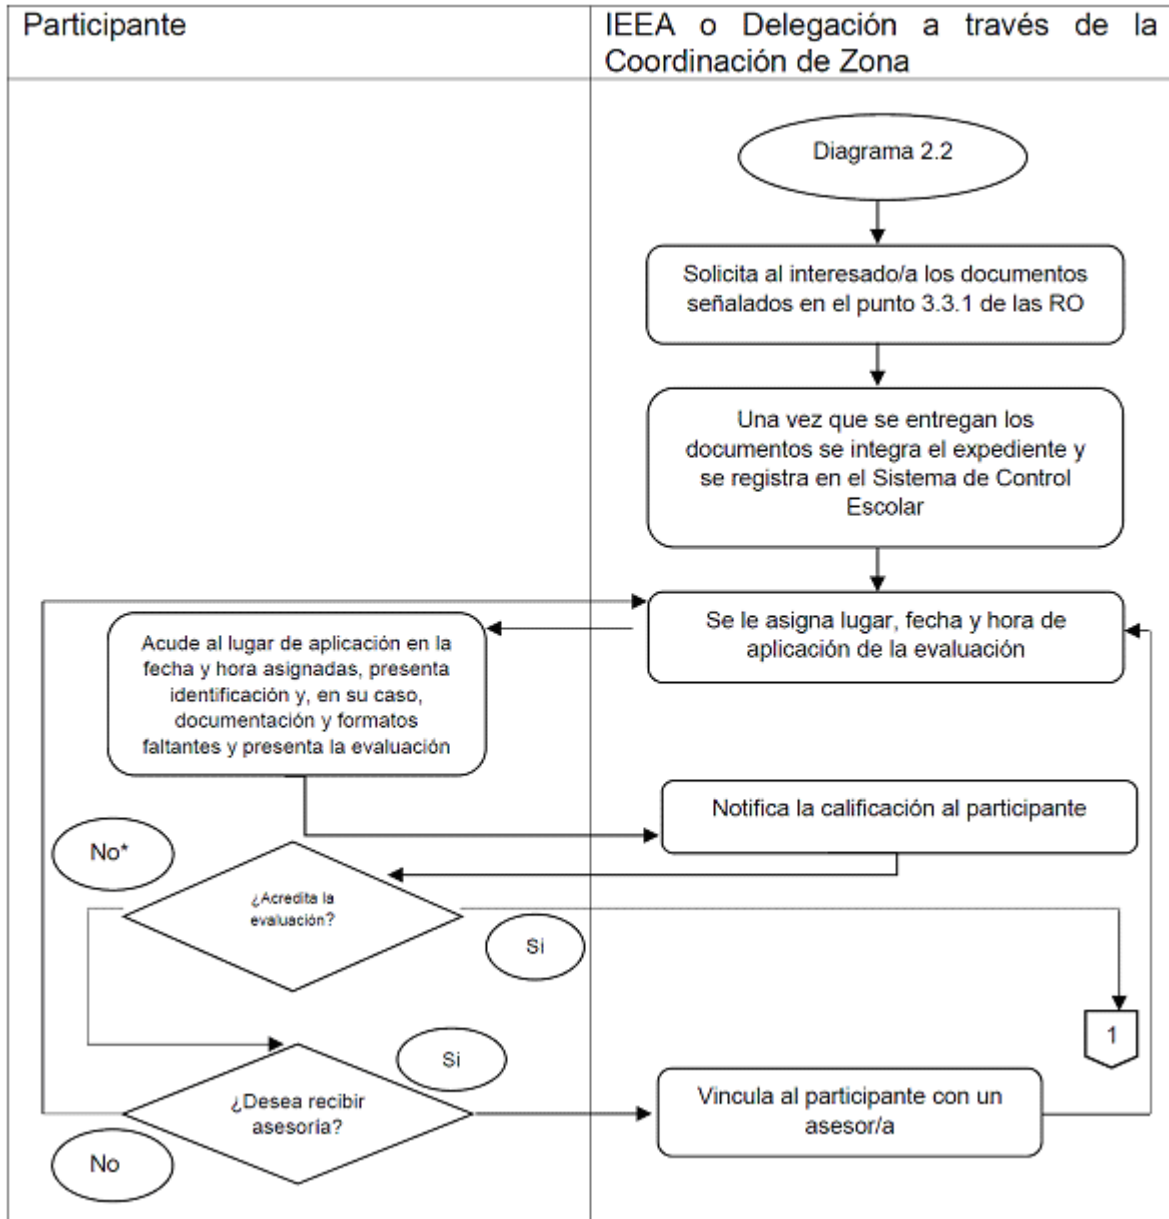 Participante
IEEA o Delegación a través de la
Coordinación de Zona
Diagrama 2.2
Solicita al interesado/a los documentos
señalados en el punto 3.3.1 de las RO
Una vez que se entregan los
documentos se integra el expediente y
se registra en el Sistema de Control
Escolar
Se le asigna lugar, fecha y hora de
aplicación de la evaluación
Acude al lugar de aplicación en la
fecha y hora asignadas, presenta
identificación y, en su caso,
documentación y formatos
faltantes y presenta la evaluación
Notifica la calificación al participante
No*
¿Acredita la
evaluación?
Si
1
Si
¿Desea recibir
asesoría?
No
Vincula al participante con un
asesor/a